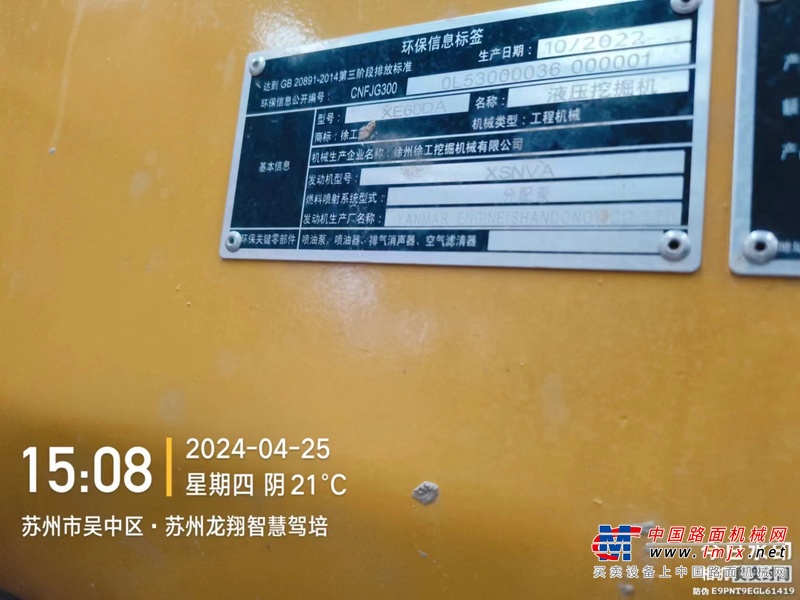 环保信息标签
达到 GB 20891-2014第三阶段排放标准
生产日期： 10/2022
环保信息公开编号： CNFJG300 0L53000036 000001
型号： XE60DA 名称： 液压挖掘机
商标：徐工 机械类型：工程机械
基本信息
机械生产企业名称：徐州徐工挖掘机械有限公司
发动机型号： XSNVA
燃料喷射系统型式： 分配泵
发动机生产厂名称： YANMAR ENGINE(SHANDONG) CO.
环保关键零部件 喷油泵、喷油器、排气消声器、空气滤清器
15:08
2024-04-25
星期四 阴 21℃
苏州市吴中区·苏州龙翔智慧驾培
中国路面机械网
www.lmjx.net
买卖设备上中国路面机械网
防伪 E9PNT9EGL61419